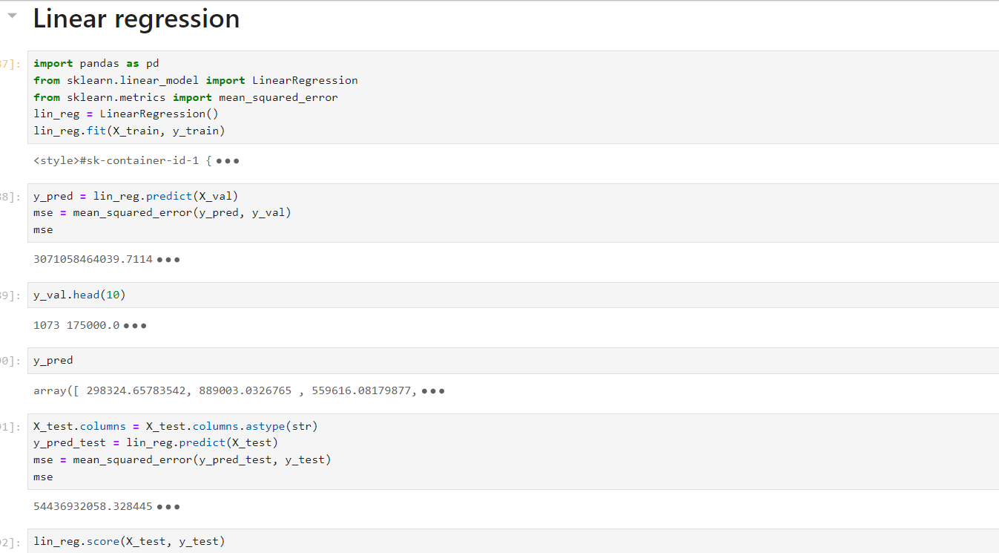 Linear regression
37]:
import pandas as pd
from sklearn.linear_model import LinearRegression
from sklearn.metrics import mean_squared_error
lin_reg = LinearRegression()
lin_reg.fit(X_train, y_train)
<style>#sk-container-id-1 { ●●●
38]:
y_pred = lin_reg.predict(X_val)
mse = mean_squared_error(y_pred, y_val)
mse
3071058464039.7114 ●●●
39]:
y_val.head(10)
1073 175000.0 ●●●
90]:
y_pred
array([ 298324.65783542, 889003.0326765 , 559616.08179877, ●●●
91]:
X_test.columns = X_test.columns.astype(str)
y_pred_test = lin_reg.predict(X_test)
mse = mean_squared_error(y_pred_test, y_test)
mse
54436932058.328445 ●●●
92]:
lin_reg.score(X_test, y_test)